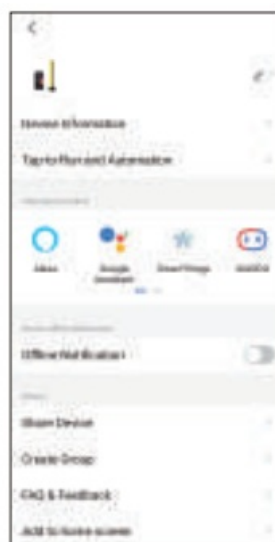 Device Information
Tap-to-Run and Automation
Alexa
Google Assistant
SmartThings
Offline Notification
Share Device
Create Group
FAQ & Feedback
Add to home screen